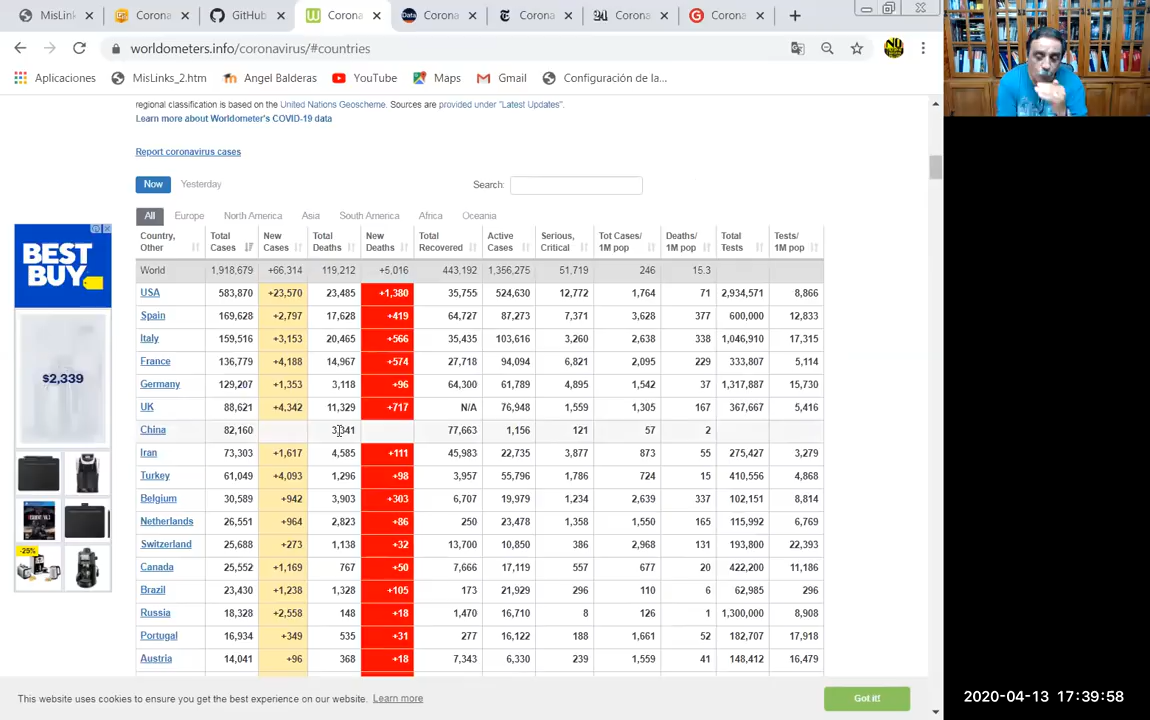 MisLink
Corona
GitHub
Corona
Data
Corona
Corona
Corona
Corona
worldometers.info/coronavirus/#countries
Aplicaciones MisLinks_2.htm Angel Balderas YouTube Maps Gmail Configuración de la...
regional classification is based on the United Nations Geoscheme. Sources are provided under "Latest Updates".
Learn more about Worldometer's COVID-19 data
Report coronavirus cases
Now Yesterday Search:
All Europe North America Asia South America Africa Oceania
Country, Other Total Cases New Cases Total Deaths New Deaths Total Recovered Active Cases Serious, Critical Tot Cases/ 1M pop Deaths/ 1M pop Total Tests Tests/ 1M pop
World 1,918,679 +66,314 119,212 +5,016 443,192 1,356,275 51,719 246 15.3
USA 583,870 +23,570 23,485 +1,380 35,755 524,630 12,772 1,764 71 2,934,571 8,866
Spain 169,628 +2,797 17,628 +419 64,727 87,273 7,371 3,628 377 600,000 12,833
Italy 159,516 +3,153 20,465 +566 35,435 103,616 3,260 2,638 338 1,046,910 17,315
France 136,779 +4,188 14,967 +574 27,718 94,094 6,821 2,095 229 333,807 5,114
Germany 129,207 +1,353 3,118 +96 64,300 61,789 4,895 1,542 37 1,317,887 15,730
UK 88,621 +4,342 11,329 +717 N/A 76,948 1,559 1,305 167 367,667 5,416
China 82,160 3,341 77,663 1,156 121 57 2
Iran 73,303 +1,617 4,585 +111 45,983 22,735 3,877 873 55 275,427 3,279
Turkey 61,049 +4,093 1,296 +98 3,957 55,796 1,786 724 15 410,556 4,868
Belgium 30,589 +942 3,903 +303 6,707 19,979 1,234 2,639 337 102,151 8,814
Netherlands 26,551 +964 2,823 +86 250 23,478 1,358 1,550 165 115,992 6,769
Switzerland 25,688 +273 1,138 +32 13,700 10,850 386 2,968 131 193,800 22,393
Canada 25,552 +1,169 767 +50 7,666 17,119 557 677 20 422,200 11,186
Brazil 23,430 +1,238 1,328 +105 173 21,929 296 110 6 62,985 296
Russia 18,328 +2,558 148 +18 1,470 16,710 8 126 1 1,300,000 8,908
Portugal 16,934 +349 535 +31 277 16,122 188 1,661 52 182,707 17,918
Austria 14,041 +96 368 +18 7,343 6,330 239 1,559 41 148,412 16,479
BEST
BUY
$2,339
-25%
This website uses cookies to ensure you get the best experience on our website. Learn more
Got it!
2020-04-13 17:39:58